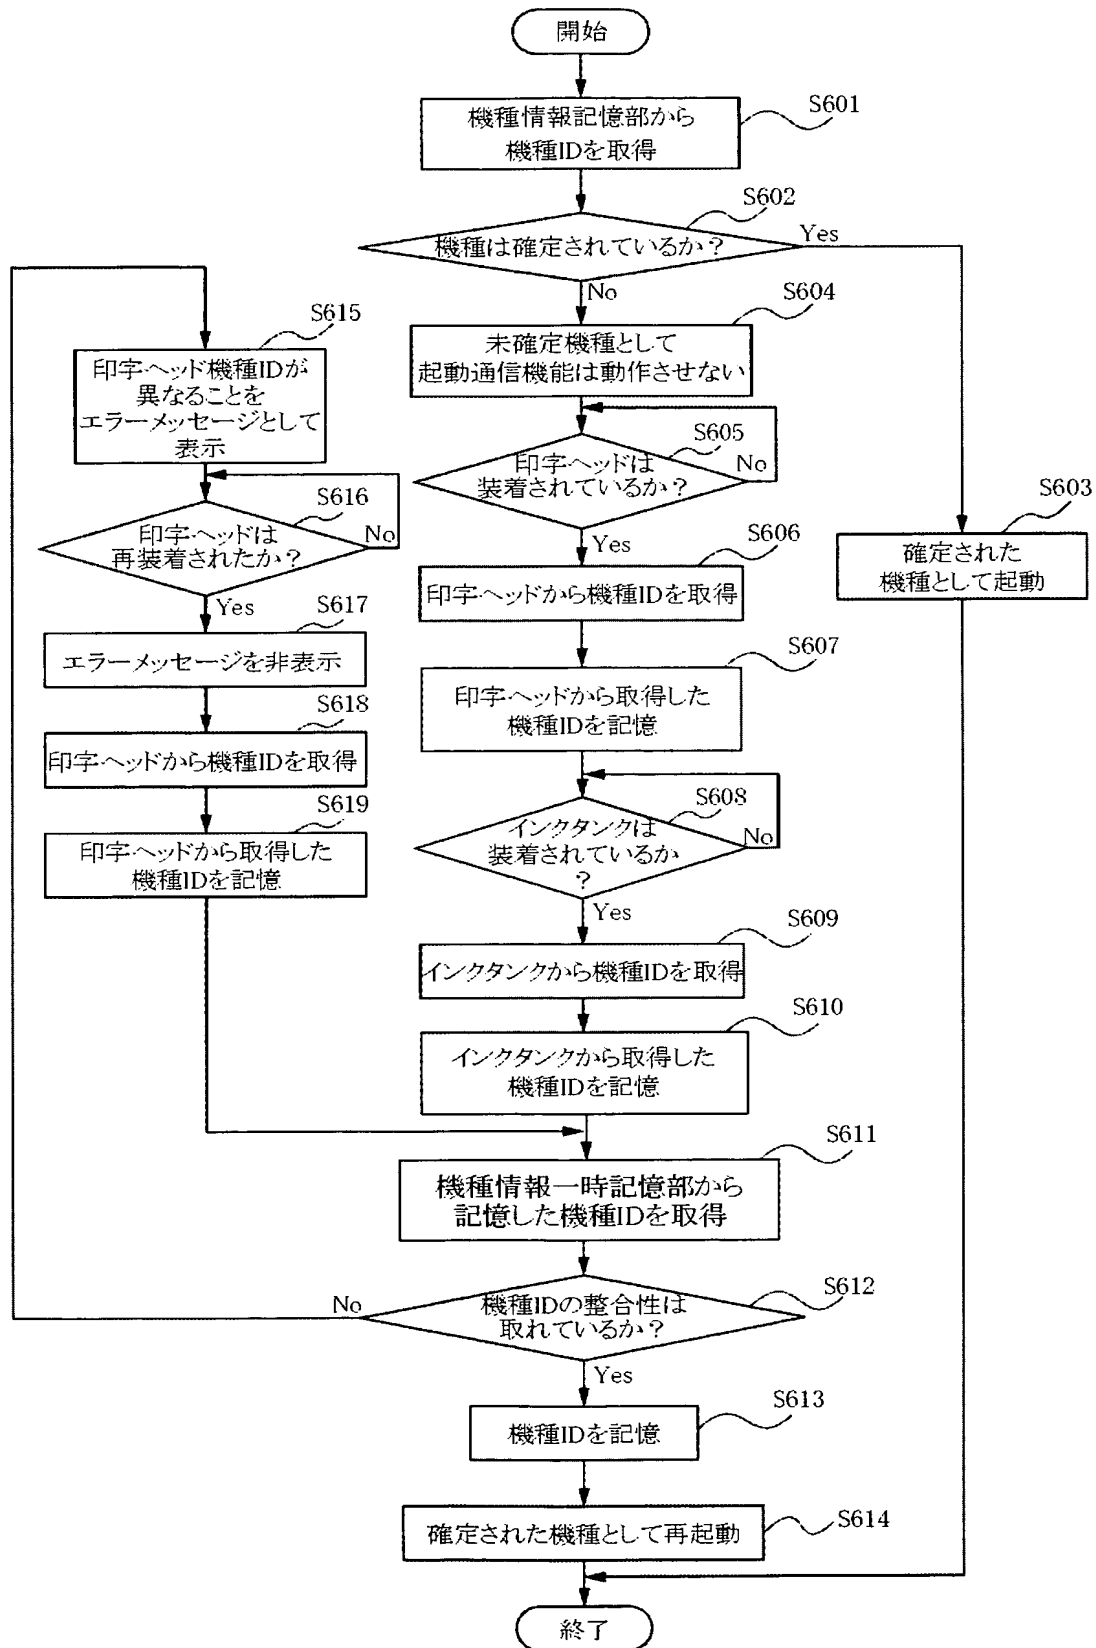 開始
S601
機種情報記憶部から
機種IDを取得
S602
機種は確定されているか？
Yes
No
S604
未確定機種として
起動通信機能は動作させない
S605
印字ヘッドは
装着されているか？
No
Yes
S606
印字ヘッドから機種IDを取得
S607
印字ヘッドから取得した
機種IDを記憶
S608
インクタンクは
装着されているか
？
No
Yes
S609
インクタンクから機種IDを取得
S610
インクタンクから取得した
機種IDを記憶
S615
印字ヘッド機種IDが
異なることを
エラーメッセージとして
表示
S616
印字ヘッドは
再装着されたか？
No
Yes
S617
エラーメッセージを非表示
S618
印字ヘッドから機種IDを取得
S619
印字ヘッドから取得した
機種IDを記憶
S603
確定された
機種として起動
S611
機種情報一時記憶部から
記憶した機種IDを取得
S612
機種IDの整合性は
取れているか？
No
Yes
S613
機種IDを記憶
S614
確定された機種として再起動
終了